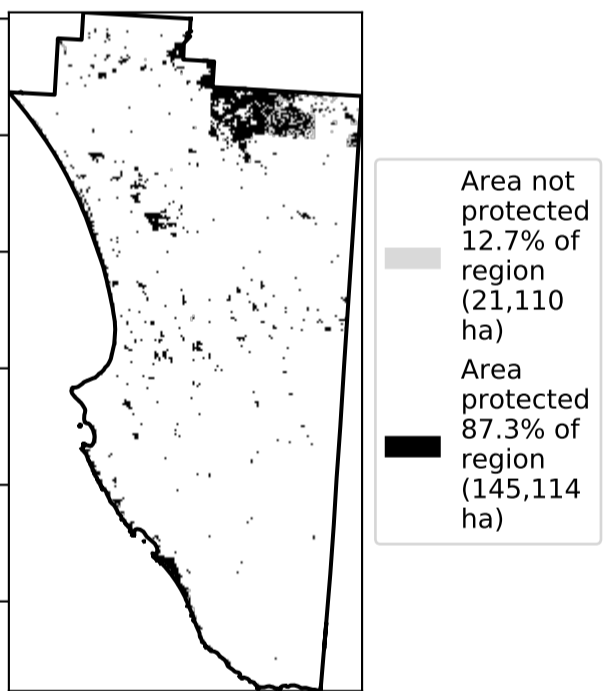 Area not
protected
12.7% of
region
(21,110
ha)
Area
protected
87.3% of
region
(145,114
ha)